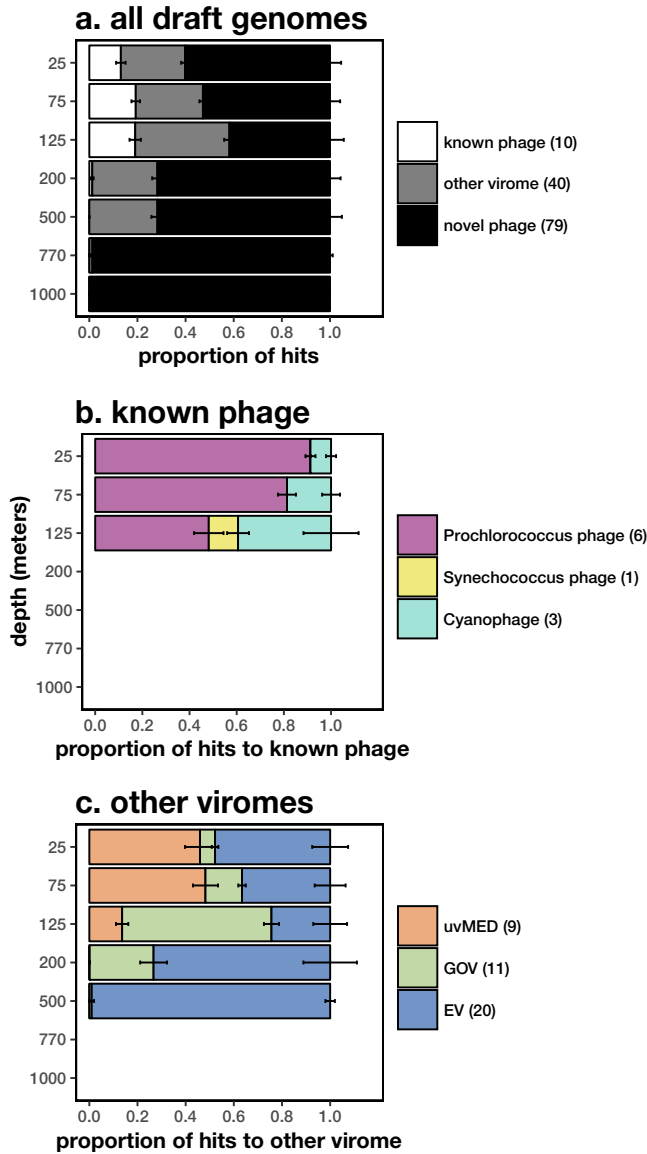 a. all draft genomes
25
75
125
200
500
770
1000
0.0 0.2 0.4 0.6 0.8 1.0
proportion of hits
known phage (10)
other virome (40)
novel phage (79)
b. known phage
depth (meters)
25
75
125
200
500
770
1000
0.0 0.2 0.4 0.6 0.8 1.0
proportion of hits to known phage
Prochlorococcus phage (6)
Synechococcus phage (1)
Cyanophage (3)
c. other viromes
25
75
125
200
500
770
1000
0.0 0.2 0.4 0.6 0.8 1.0
proportion of hits to other virome
uvMED (9)
GOV (11)
EV (20)